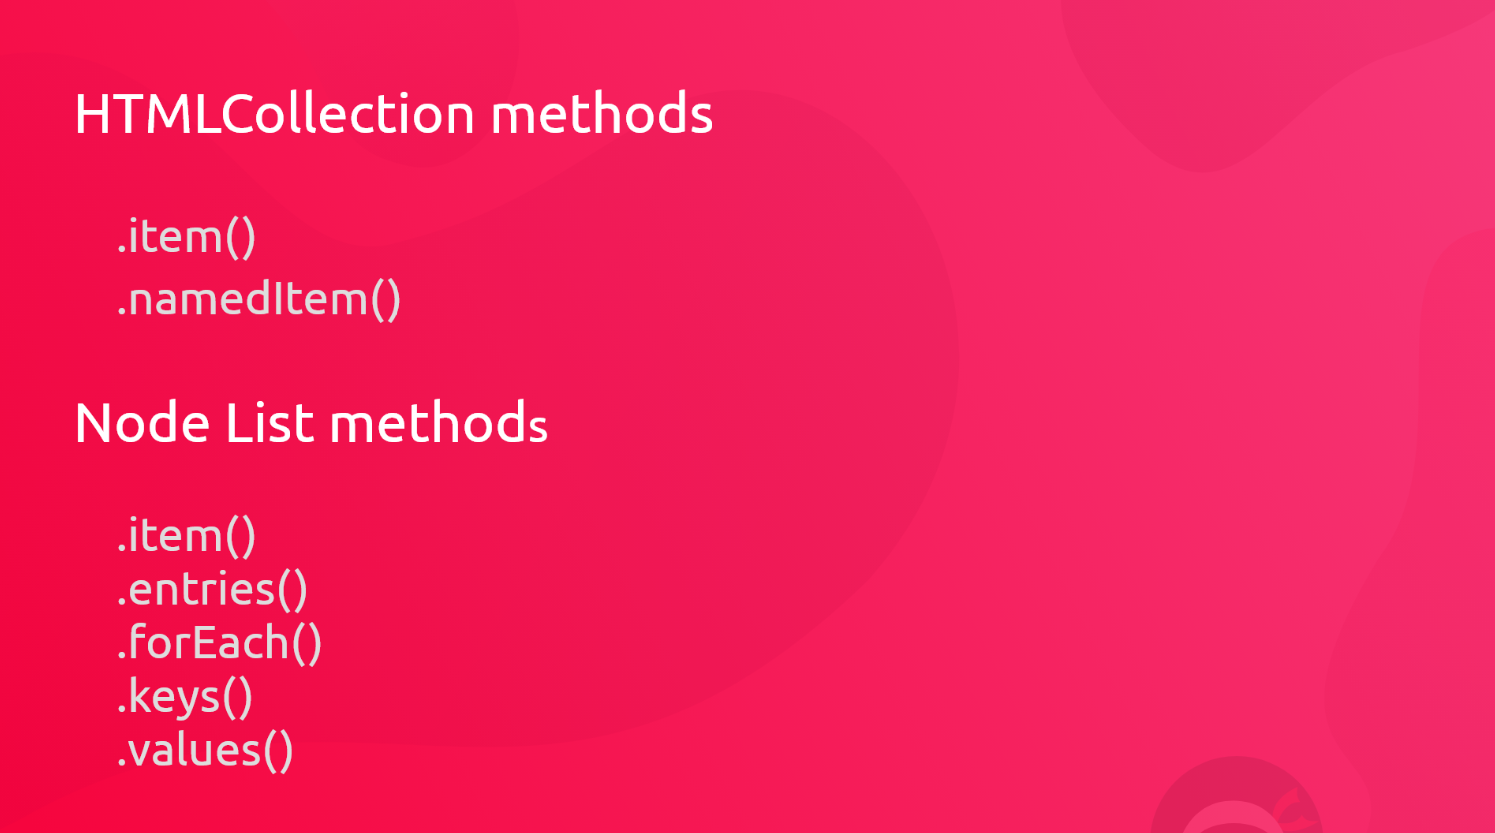 HTMLCollection methods
.item()
.namedItem()
Node List methods
.item()
.entries()
.forEach()
.keys()
.values()